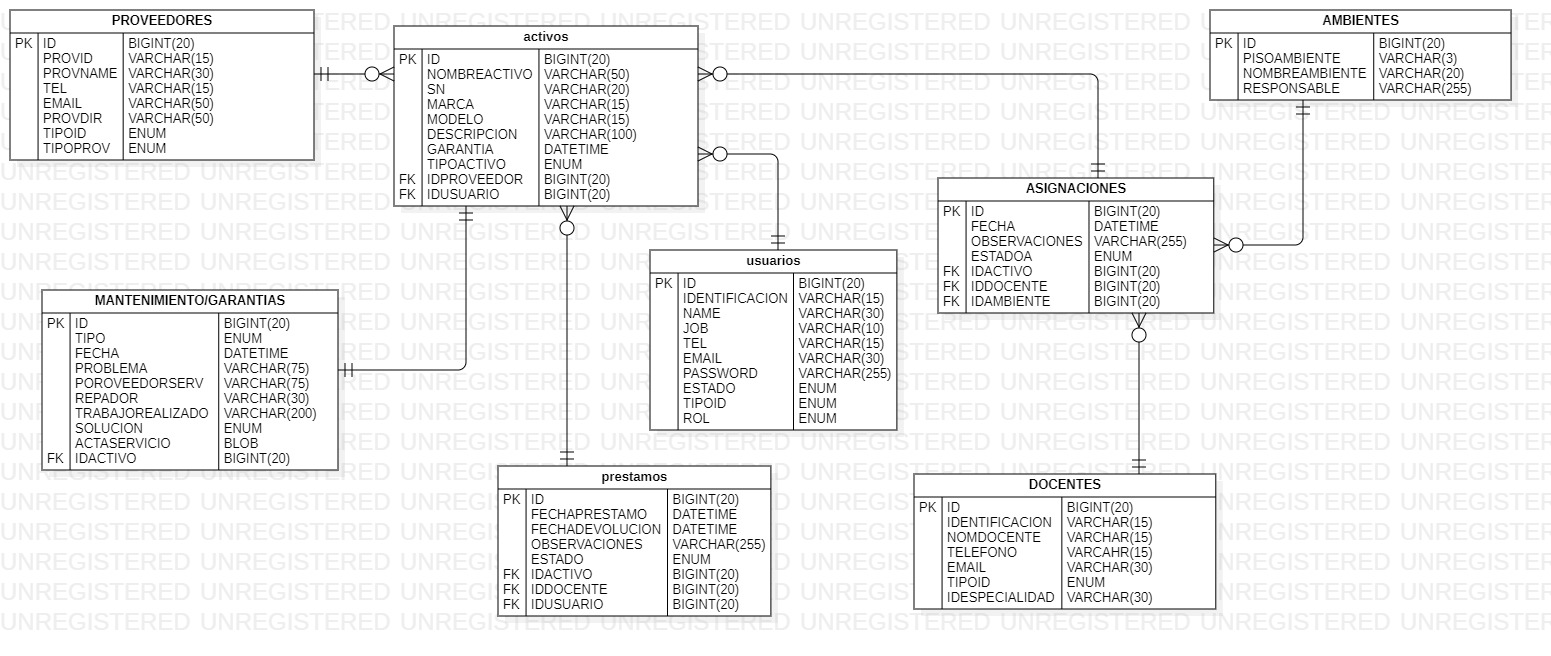 PROVEEDORES
PK ID BIGINT(20)
PROVID VARCHAR(15)
PROVNAME VARCHAR(30)
TEL VARCHAR(15)
EMAIL VARCHAR(50)
PROVDIR VARCHAR(50)
TIPOID ENUM
TIPOPROV ENUM
activos
PK ID BIGINT(20)
NOMBREACTIVO VARCHAR(50)
SN VARCHAR(20)
MARCA VARCHAR(15)
MODELO VARCHAR(15)
DESCRIPCION VARCHAR(100)
GARANTIA DATETIME
TIPOACTIVO ENUM
FK IDPROVEEDOR BIGINT(20)
FK IDUSUARIO BIGINT(20)
AMBIENTES
PK ID BIGINT(20)
PISOAMBIENTE VARCHAR(3)
NOMBREAMBIENTE VARCHAR(20)
RESPONSABLE VARCHAR(255)
ASIGNACIONES
PK ID BIGINT(20)
FECHA DATETIME
OBSERVACIONES VARCHAR(255)
ESTADOA ENUM
FK IDACTIVO BIGINT(20)
FK IDDOCENTE BIGINT(20)
FK IDAMBIENTE BIGINT(20)
usuarios
PK ID BIGINT(20)
IDENTIFICACION VARCHAR(15)
NAME VARCHAR(30)
JOB VARCHAR(10)
TEL VARCHAR(15)
EMAIL VARCHAR(30)
PASSWORD VARCHAR(255)
ESTADO ENUM
TIPOID ENUM
ROL ENUM
MANTENIMIENTO/GARANTIAS
PK ID BIGINT(20)
TIPO ENUM
FECHA DATETIME
PROBLEMA VARCHAR(75)
POROVEEDORSERV VARCHAR(75)
REPADOR VARCHAR(30)
TRABAJOREALIZADO VARCHAR(200)
SOLUCION ENUM
ACTASERVICIO BLOB
FK IDACTIVO BIGINT(20)
prestamos
PK ID BIGINT(20)
FECHAPRESTAMO DATETIME
FECHADEVOLUCION DATETIME
OBSERVACIONES VARCHAR(255)
ESTADO ENUM
FK IDACTIVO BIGINT(20)
FK IDDOCENTE BIGINT(20)
FK IDUSUARIO BIGINT(20)
DOCENTES
PK ID BIGINT(20)
IDENTIFICACION VARCHAR(15)
NOMDOCENTE VARCHAR(15)
TELEFONO VARCAHR(15)
EMAIL VARCHAR(30)
TIPOID ENUM
IDESPECIALIDAD VARCHAR(30)
UNREGISTERED